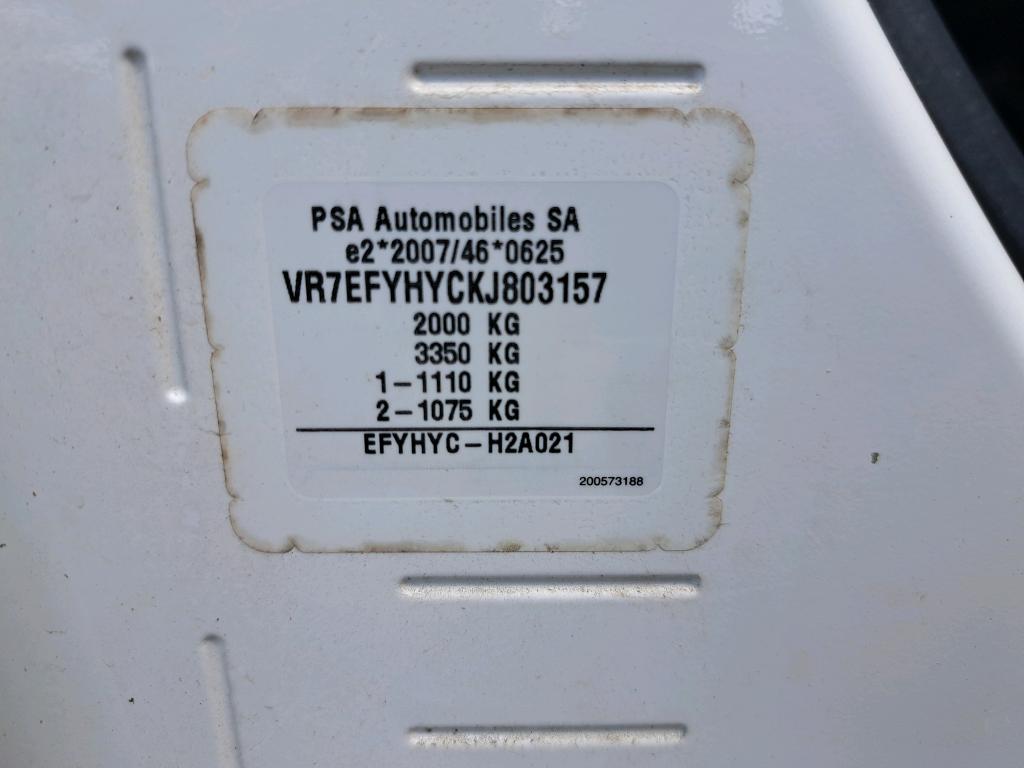 PSA Automobiles SA
e2*2007/46*0625
VR7EFYHYCKJ803157
2000 KG
3350 KG
1-1110 KG
2-1075 KG
EFYHYC-H2A021
200573188